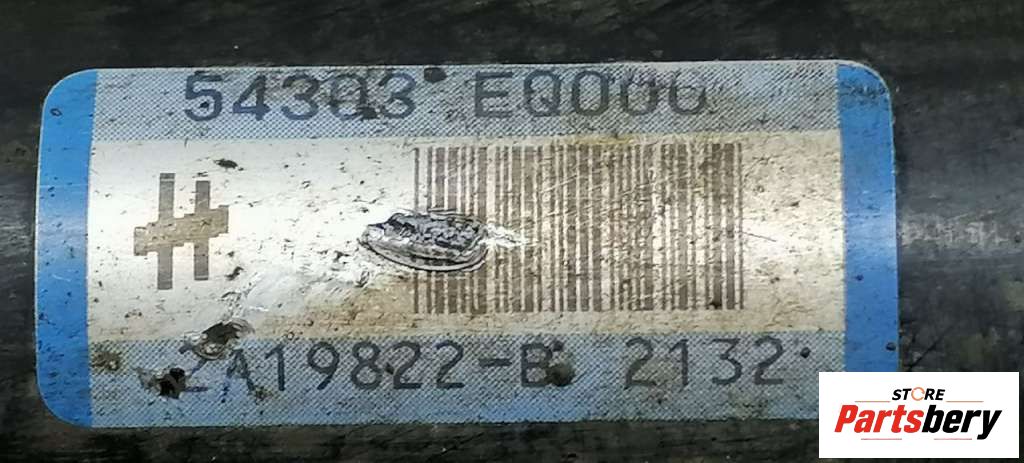 54303 EQ000
2A19822-B 2132
STORE
Partsbery